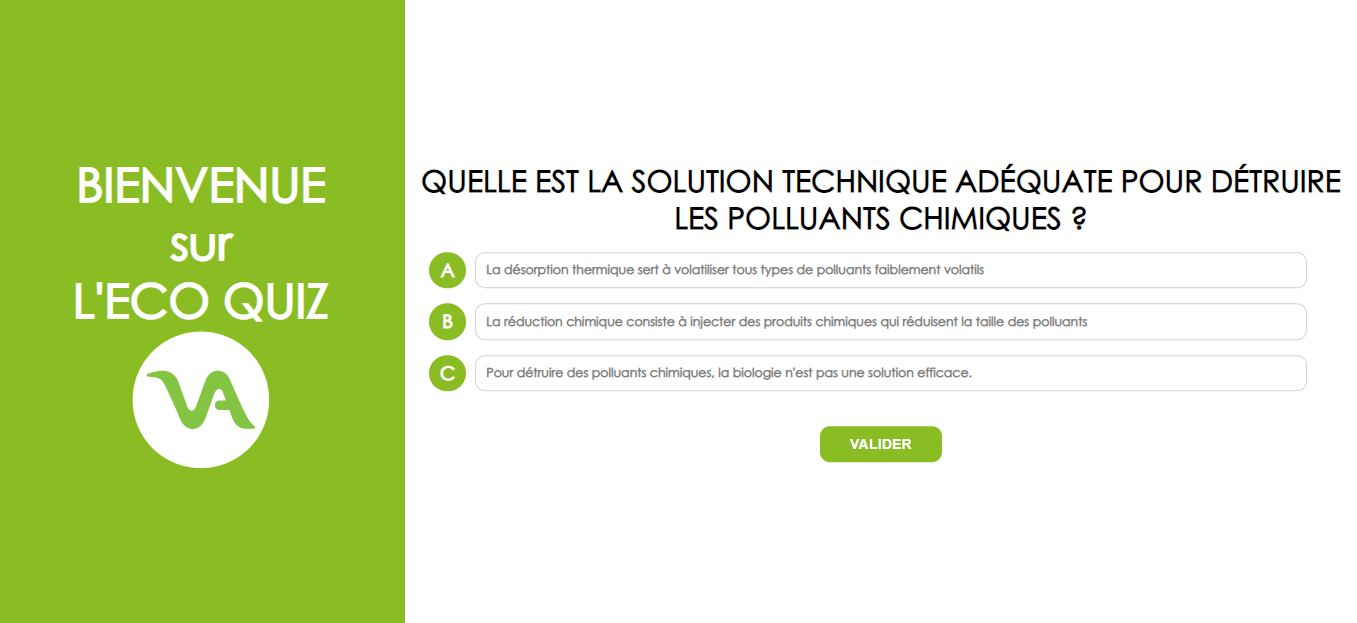 BIENVENUE
sur
L'ECO QUIZ
VA
QUELLE EST LA SOLUTION TECHNIQUE ADÉQUATE POUR DÉTRUIRE
LES POLLUANTS CHIMIQUES ?
A La désorption thermique sert à volatiliser tous types de polluants faiblement volatils
B La réduction chimique consiste à injecter des produits chimiques qui réduisent la taille des polluants
C Pour détruire des polluants chimiques, la biologie n'est pas une solution efficace.
VALIDER